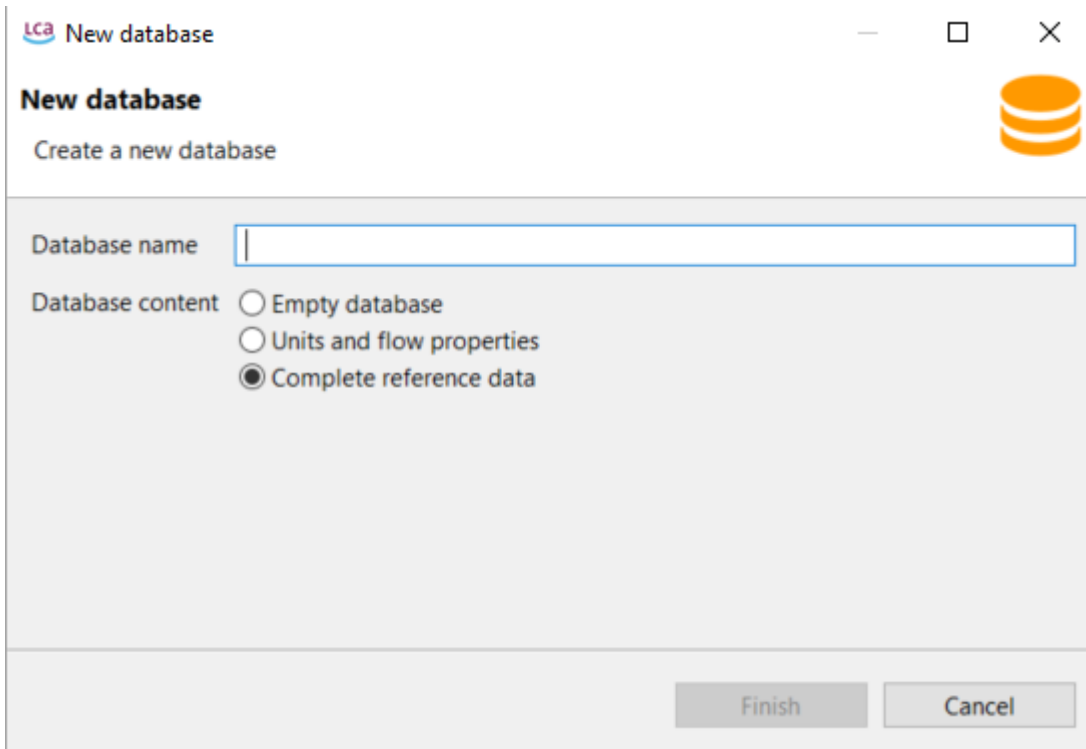 LCA New database
New database
Create a new database
Database name
Database content Empty database
Units and flow properties
Complete reference data
Finish Cancel